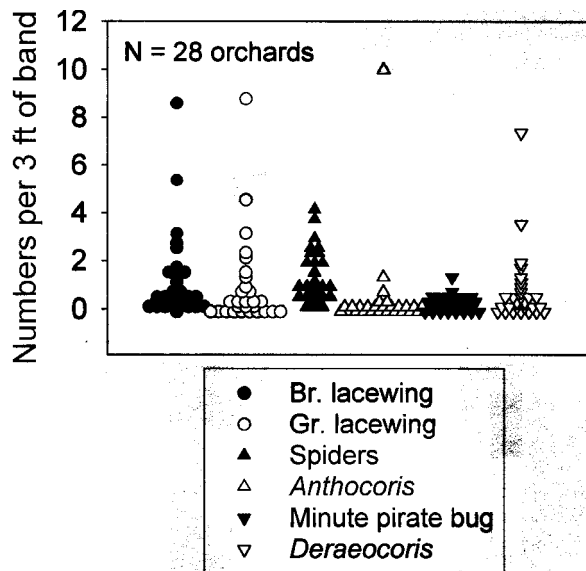 12
10
8
6
4
2
0
Numbers per 3 ft of band
N = 28 orchards
Br. lacewing
Gr. lacewing
Spiders
Anthocoris
Minute pirate bug
Deraeocoris